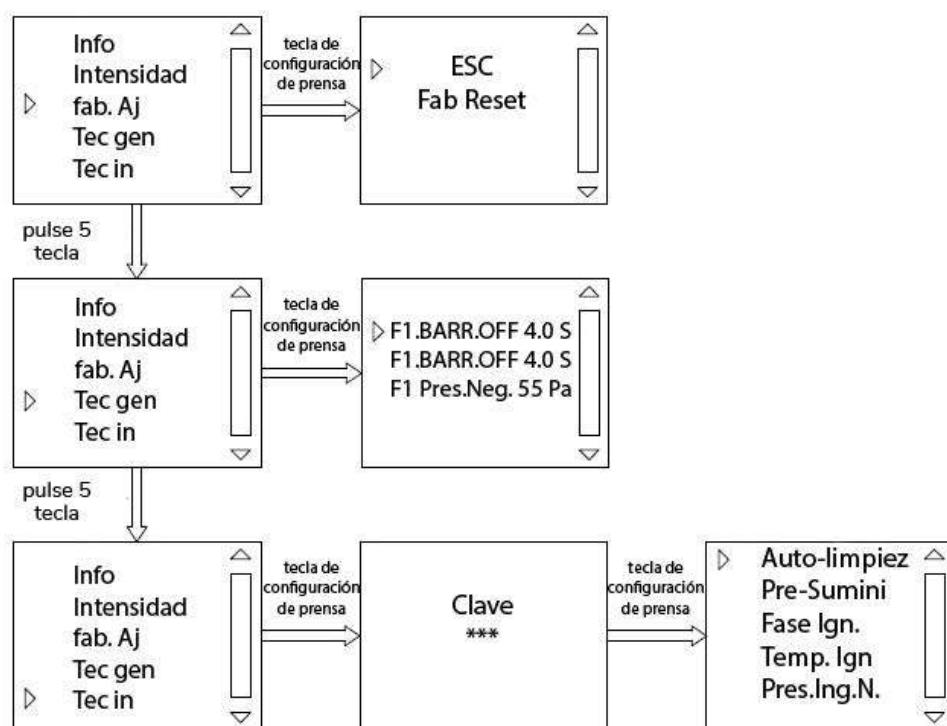 Info
Intensidad
fab. Aj
Tec gen
Tec in
tecla de
configuración
de prensa
ESC
Fab Reset
pulse 5
tecla
Info
Intensidad
fab. Aj
Tec gen
Tec in
tecla de
configuración
de prensa
F1.BARR.OFF 4.0 S
F1.BARR.OFF 4.0 S
F1 Pres.Neg. 55 Pa
pulse 5
tecla
Info
Intensidad
fab. Aj
Tec gen
Tec in
tecla de
configuración
de prensa
Clave
***
tecla de
configuración
de prensa
Auto-limpiez
Pre-Sumini
Fase Ign.
Temp. Ign
Pres.Ing.N.